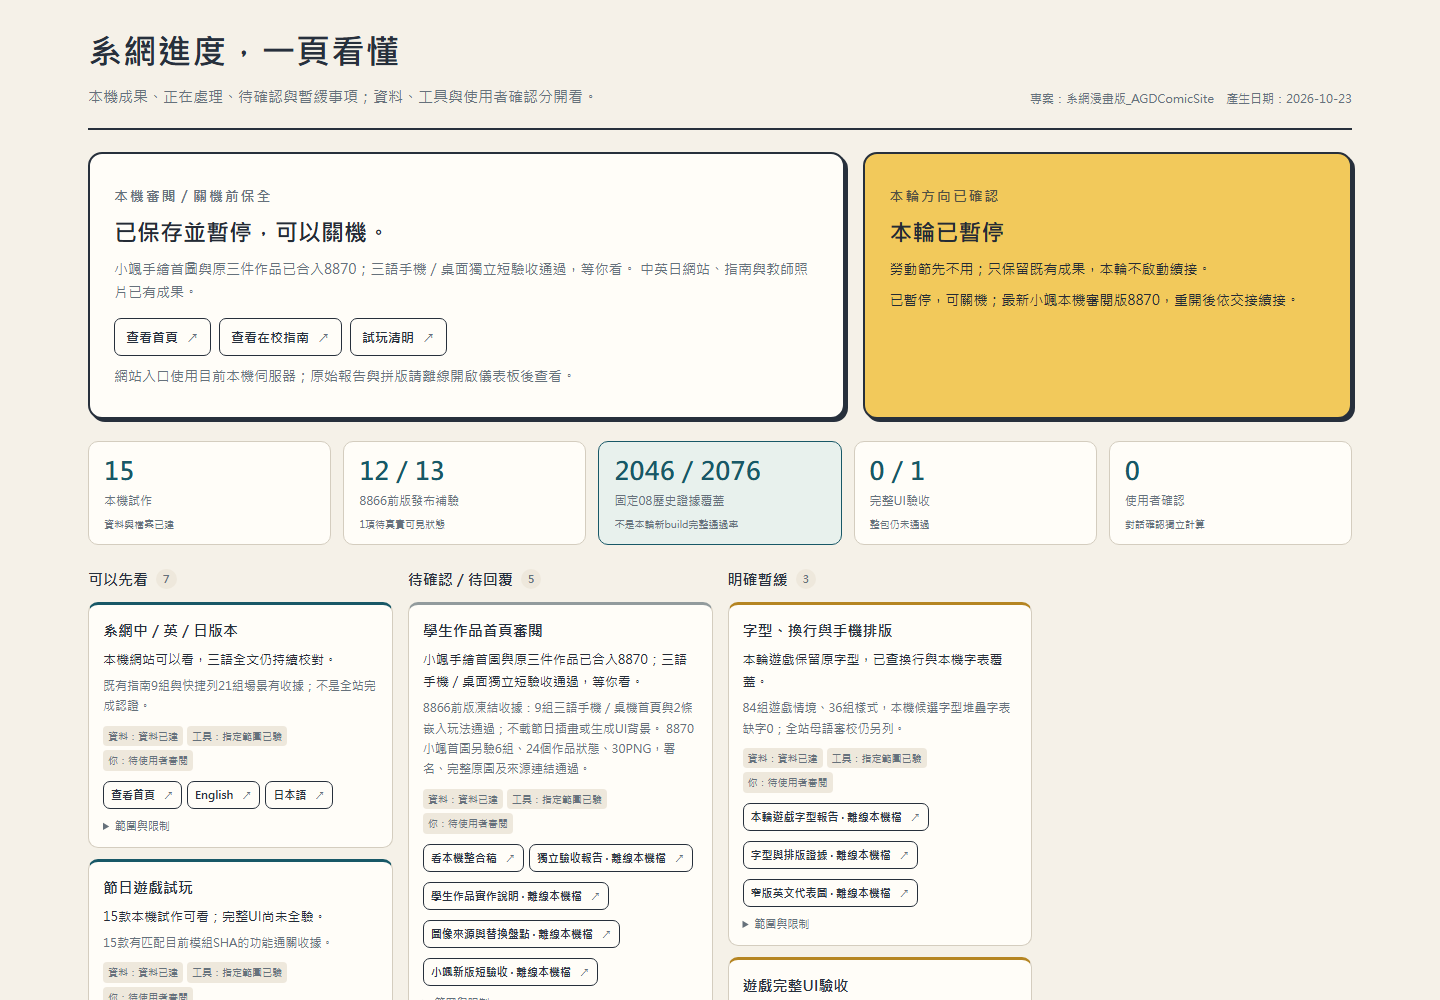 系網進度，一頁看懂
本機成果、正在處理、待確認與暫緩事項；資料、工具與使用者確認分開看。
專案：系網漫畫版_AGDComicSite　產生日期：2026-10-23
本機審閱 / 關機前保全
已保存並暫停，可以關機。
小颯手繪首圖與原三件作品已合入8870；三語手機 / 桌面獨立短驗收通過，等你看。 中英日網站、指南與教師照
片已有成果。
查看首頁 ↗
查看在校指南 ↗
試玩清明 ↗
網站入口使用目前本機伺服器；原始報告與拼版請離線開啟儀表板後查看。
本輪方向已確認
本輪已暫停
勞動節先不用；只保留既有成果，本輪不啟動續接。
已暫停，可關機；最新小颯本機審閱版8870，重開後依交接續接。
15
本機試作
資料與檔案已建
12 / 13
8866前版發布補驗
1項待真實可見狀態
2046 / 2076
固定08歷史證據覆蓋
不是本輪新build完整通過率
0 / 1
完整UI驗收
整包仍未通過
0
使用者確認
對話確認獨立計算
可以先看 7
系網中 / 英 / 日版本
本機網站可以看，三語全文仍持續校對。
既有指南9組與快捷列21組場景有收據；不是全站完
成認證。
資料：資料已建 工具：指定範圍已驗
你：待使用者審閱
查看首頁 ↗
English ↗
日本語 ↗
▶ 範圍與限制
節日遊戲試玩
15款本機試作可看；完整UI尚未全驗。
15款有匹配目前模組SHA的功能通關收據。
資料：資料已建 工具：指定範圍已驗
你：待使用者審閱
待確認 / 待回覆 5
學生作品首頁審閱
小颯手繪首圖與原三件作品已合入8870；三語
手機 / 桌面獨立短驗收通過，等你看。
8866前版凍結收據：9組三語手機 / 桌機首頁與2條
嵌入玩法通過；不載節日插畫或生成UI背景。 8870
小颯首圖另驗6組、24個作品狀態、30PNG，署
名、完整原圖及來源連結通過。
資料：資料已建 工具：指定範圍已驗
你：待使用者審閱
看本機整合稿 ↗
獨立驗收報告 · 離線本機檔 ↗
學生作品實作說明 · 離線本機檔 ↗
圖像來源與替換盤點 · 離線本機檔 ↗
小颯新版短驗收 · 離線本機檔 ↗
範圍與限制
明確暫緩 3
字型、換行與手機排版
本輪遊戲保留原字型，已查換行與本機字表覆
蓋。
84組遊戲情境、36組樣式，本機候選字型堆疊字表
缺字0；全站母語審校仍另列。
資料：資料已建 工具：指定範圍已驗
你：待使用者審閱
本輪遊戲字型報告 · 離線本機檔 ↗
字型與排版證據 · 離線本機檔 ↗
窄版英文代表圖 · 離線本機檔 ↗
▶ 範圍與限制
遊戲完整UI驗收